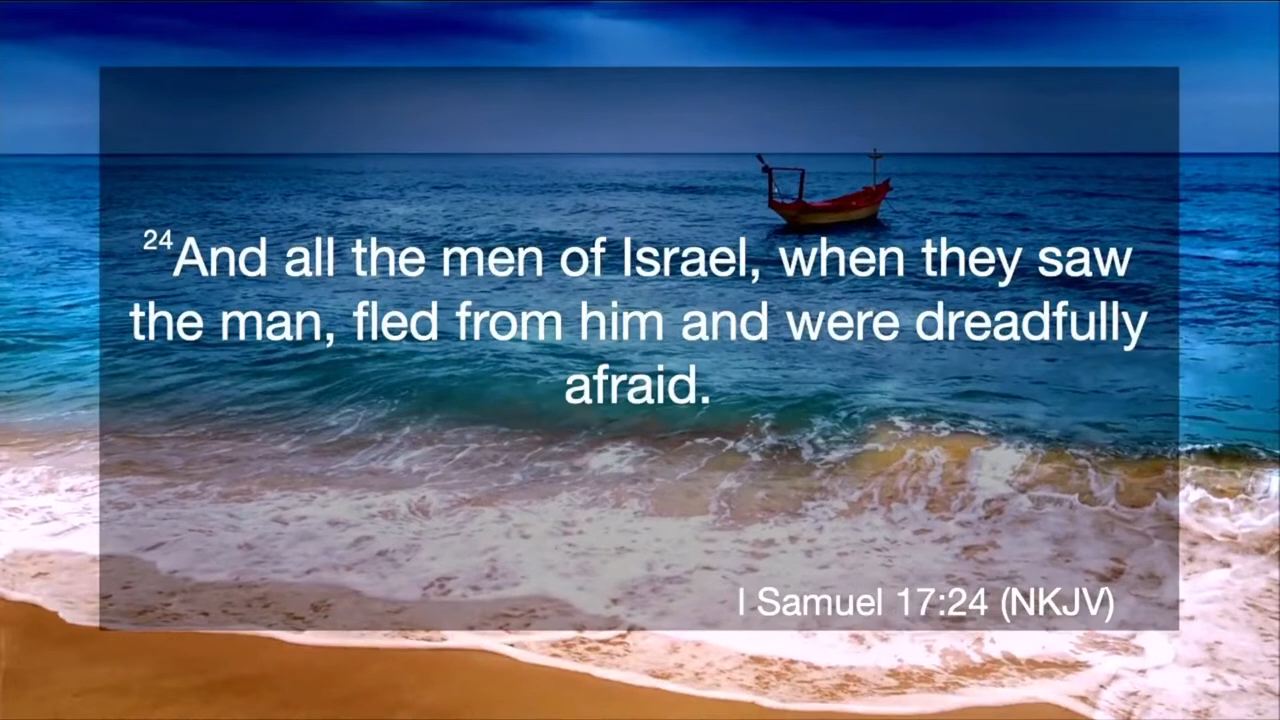 24And all the men of Israel, when they saw
the man, fled from him and were dreadfully
afraid.
I Samuel 17:24 (NKJV)